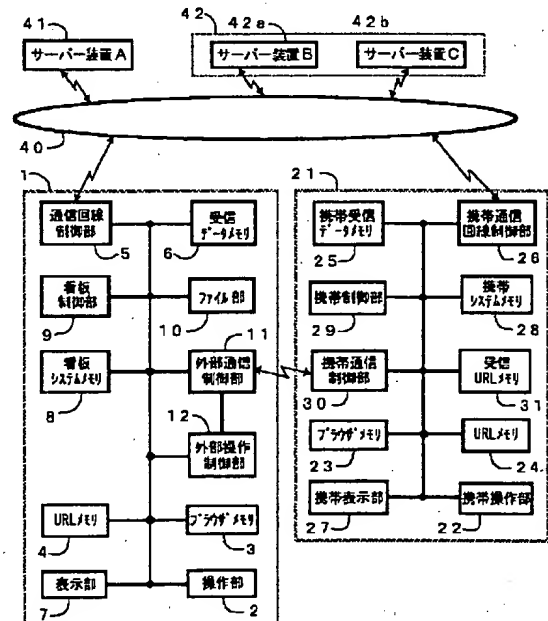 41
42
42a
42b
サーバー装置A
サーバー装置B
サーバー装置C
40
1
通信回線
制御部
5
受信
データメモリ
6
看板
制御部
9
ファイル部
10
看板
システムメモリ
8
外部通信
制御部
11
12
外部操作
制御部
URLメモリ
4
ブラウザメモリ
3
表示部
7
操作部
2
21
携帯受信
データメモリ
25
携帯通信
回線制御部
26
携帯制御部
29
携帯
システムメモリ
28
携帯通信
制御部
30
受信
URLメモリ
31
ブラウザメモリ
23
URLメモリ
24
携帯表示部
27
携帯操作部
22